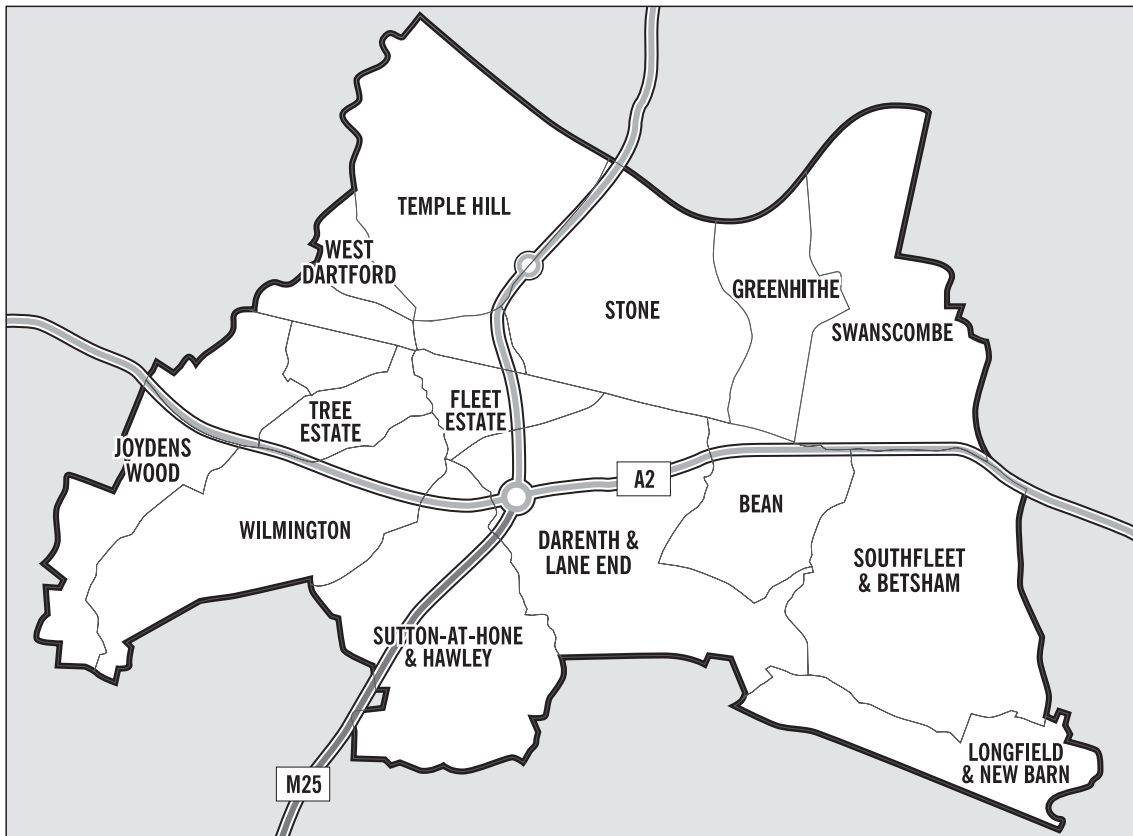 TEMPLE HILL
WEST
DARTFORD
GREENHITHE
STONE
SWANSCOMBE
FLEET
ESTATE
TREE
ESTATE
JOYDENS
WOOD
A2
BEAN
WILMINGTON
DARENTH &
LANE END
SOUTHFLEET
& BETSHAM
SUTTON-AT-HONE
& HAWLEY
LONGFIELD
& NEW BARN
M25